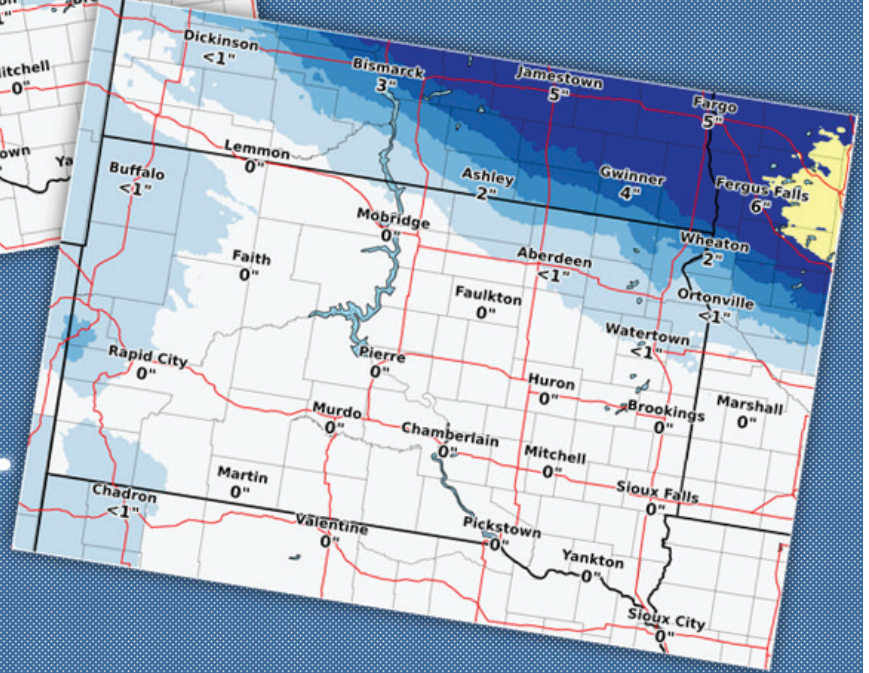 itchell
0"
own
Ya
Dickinson
<1"
Bismarck
3"
Jamestown
5"
Fargo
5"
Lemmon
0"
Buffalo
<1"
Ashley
2"
Gwinner
4"
Fergus Falls
6"
Mobridge
0"
Wheaton
2"
Faith
0"
Aberdeen
<1"
Faulkton
0"
Ortonville
<1"
Watertown
<1"
Rapid City
0"
Pierre
0"
Huron
0"
Brookings
0"
Marshall
0"
Murdo
0"
Chamberlain
0"
Mitchell
0"
Martin
0"
Sioux Falls
0"
Chadron
<1"
Valentine
0"
Pickstown
0"
Yankton
0"
Sioux City
0"